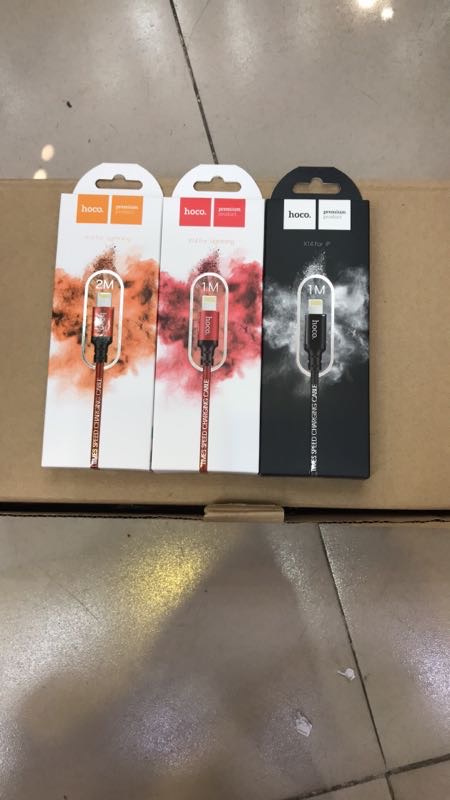 hoco.
premium
product
X14 for Lightning
2M
TIMES SPEED CHARGING CABLE
hoco.
premium
product
X14 for Lightning
1M
hoco.
TIMES SPEED CHARGING CABLE
hoco.
premium
product
X14 for iP
1M
hoco.
TIMES SPEED CHARGING CABLE